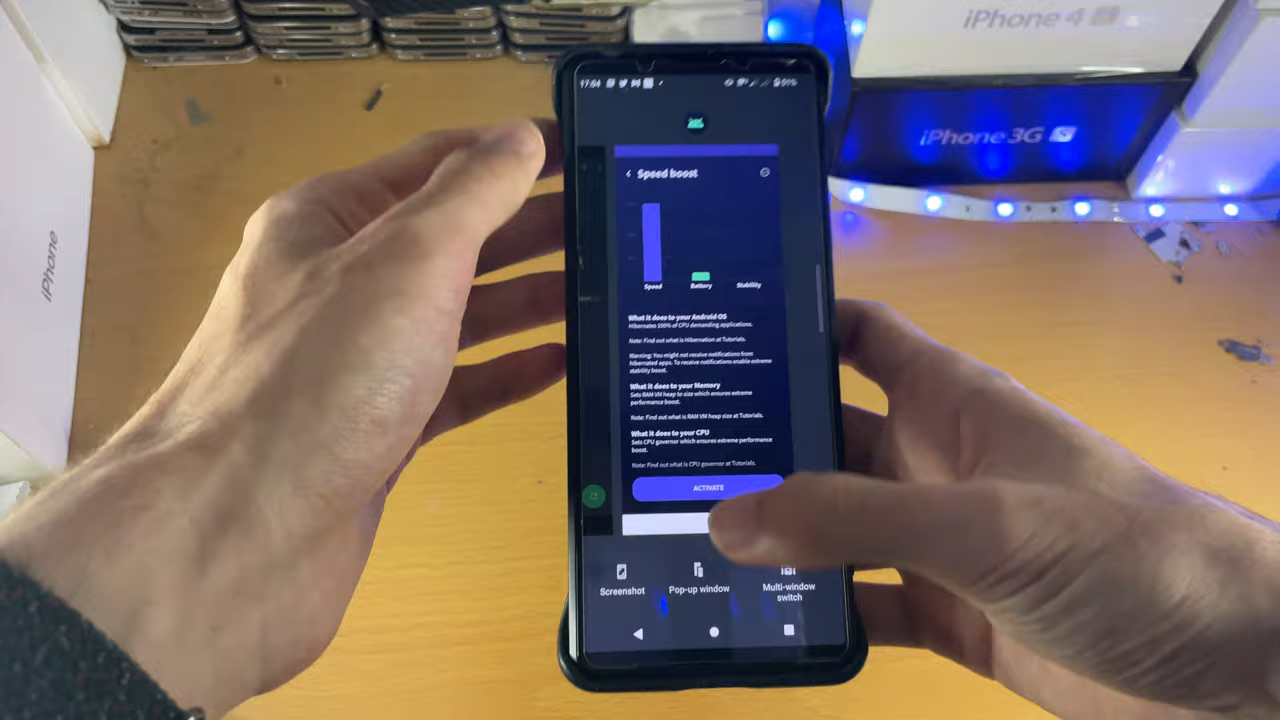 iPhone 4 S
iPhone 3G S
iPhone
17:04
Speed boost
Speed
Battery
Stability
What it does to your Android OS
Hibernates 100% of CPU demanding applications.
Note: Find out what is Hibernation at Tutorials.
Warning: You might not receive notifications from
hibernated apps. To receive notifications enable extreme
stability boost.
What it does to your Memory
Sets RAM VM heap to size which ensures extreme
performance boost.
Note: Find out what is RAM VM heap size at Tutorials.
What it does to your CPU
Sets CPU governor which ensures extreme performance
boost.
Note: Find out what is CPU governor at Tutorials.
ACTIVATE
Screenshot
Pop-up window
Multi-window
switch